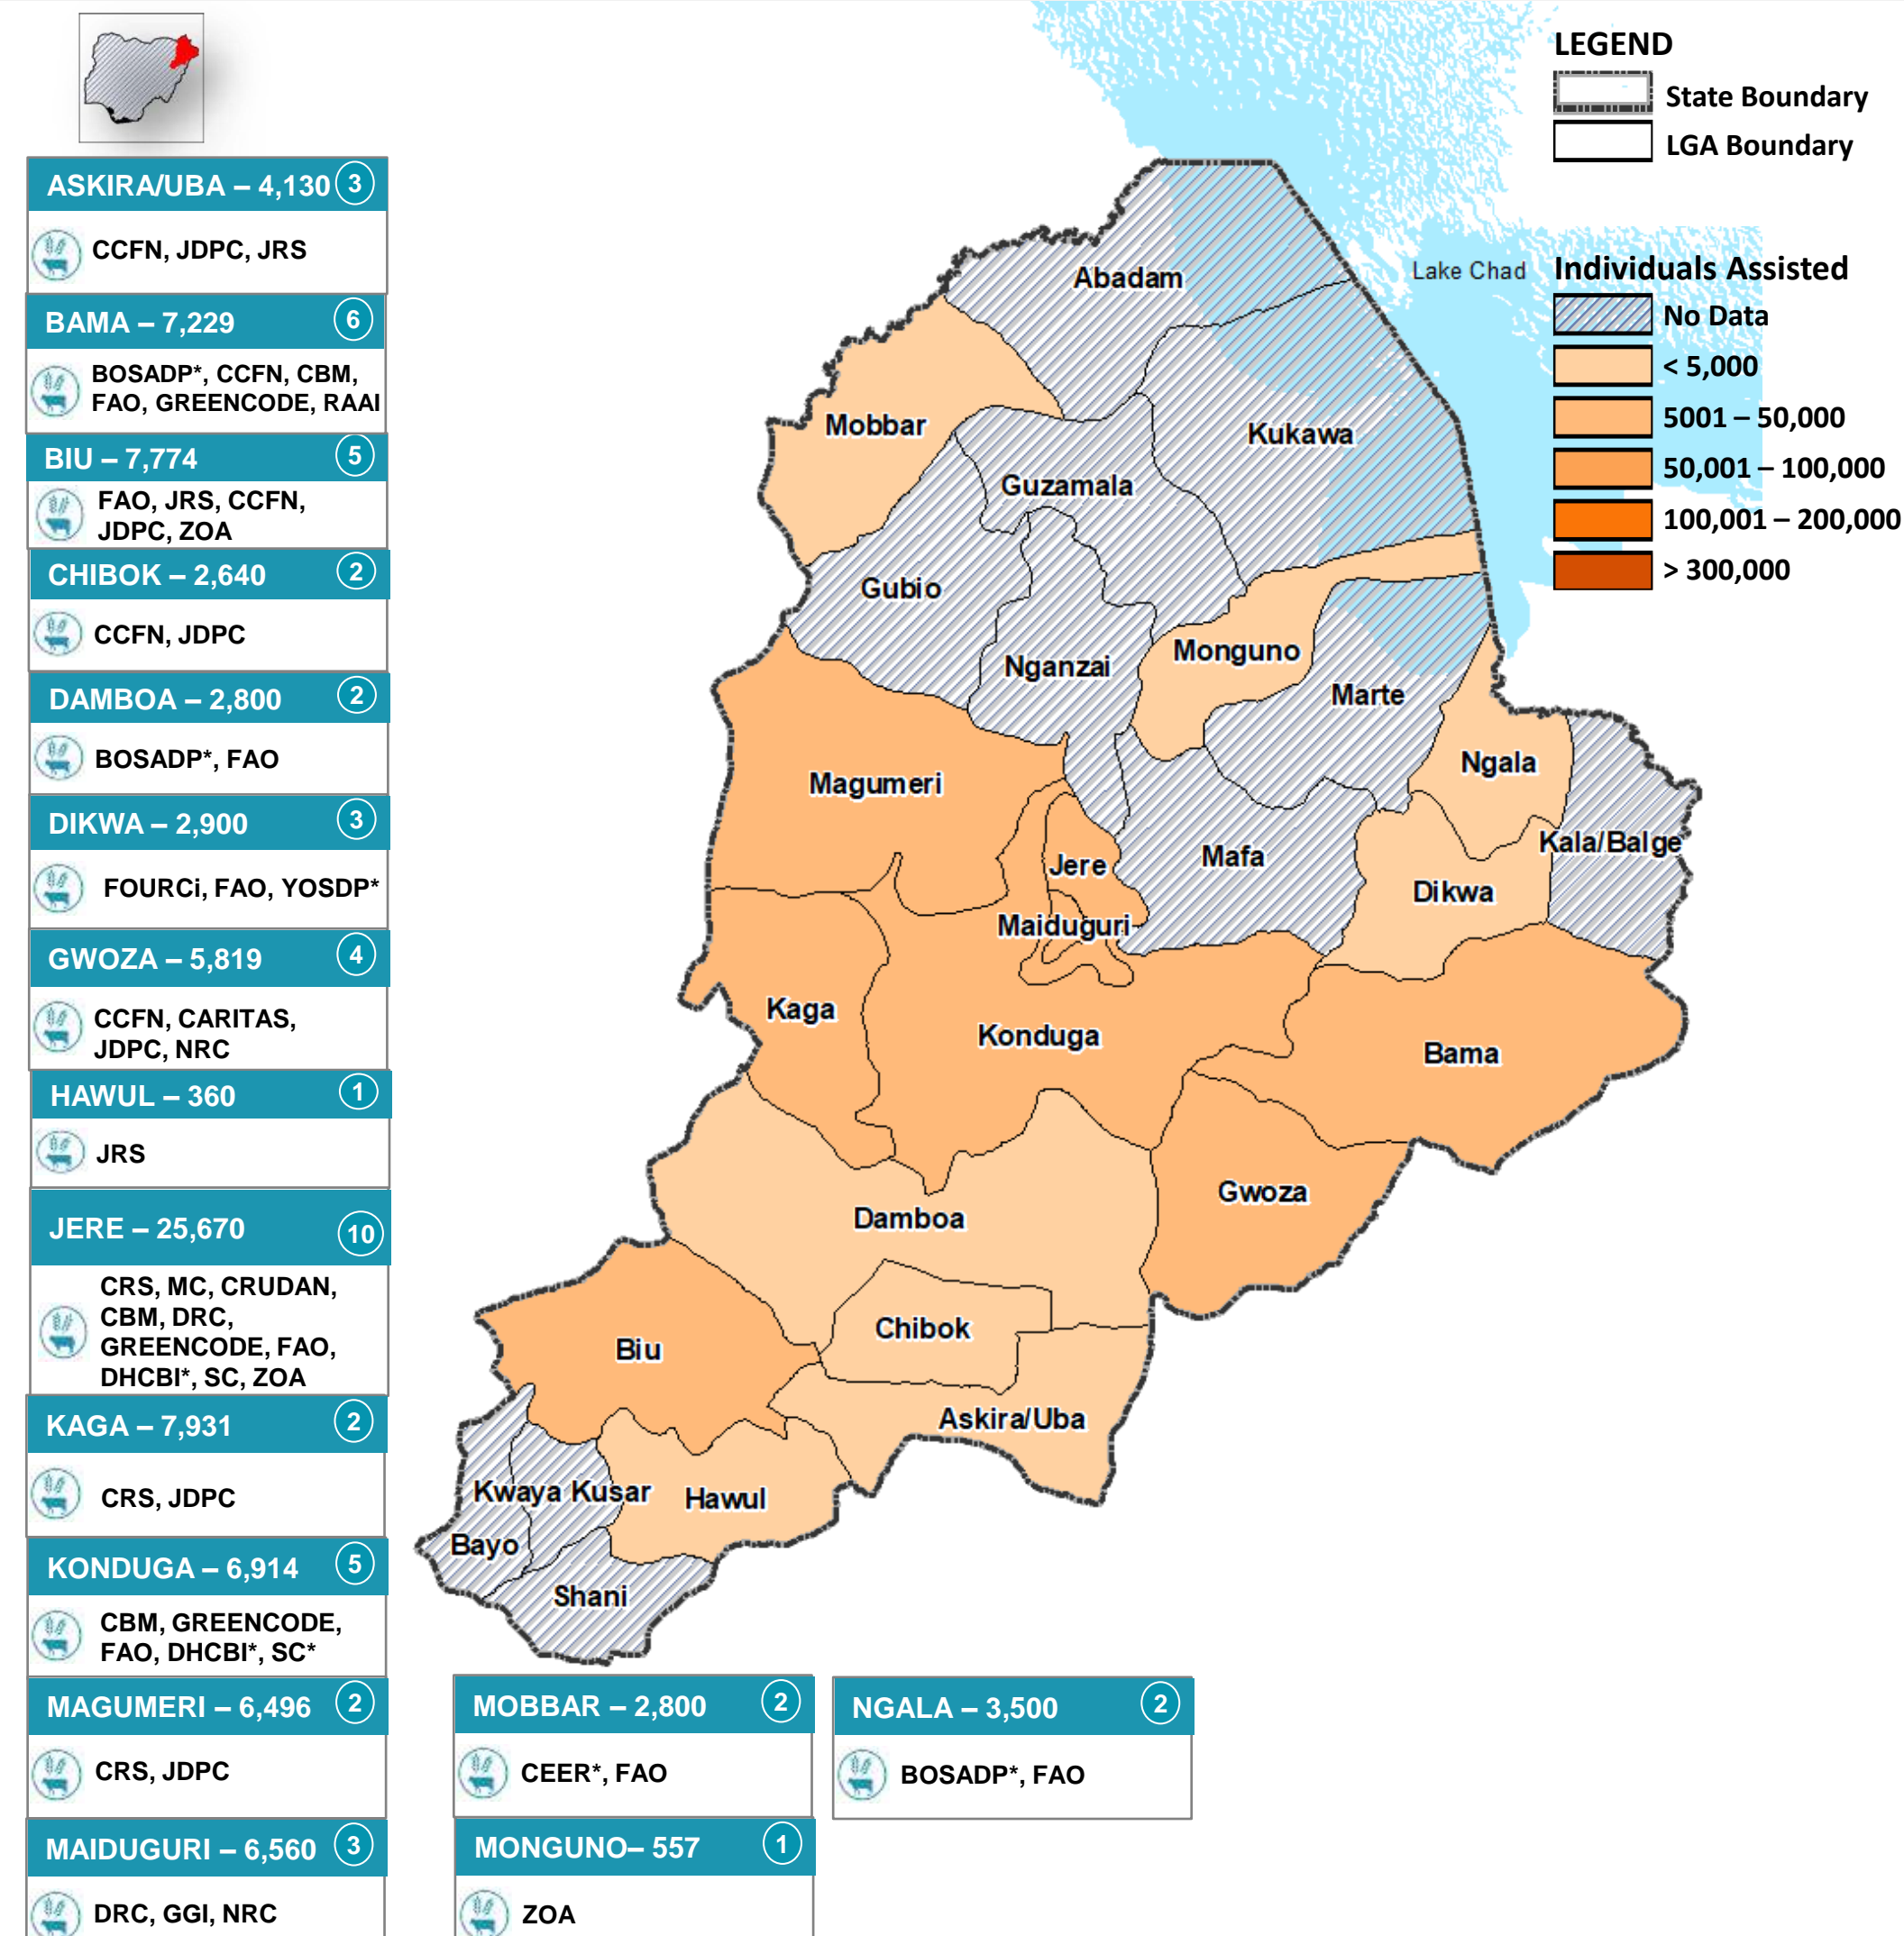 LEGEND
State Boundary
LGA Boundary
Individuals Assisted
No Data
< 5,000
5001 – 50,000
50,001 – 100,000
100,001 – 200,000
> 300,000
ASKIRA/UBA – 4,130 3
CCFN, JDPC, JRS
BAMA – 7,229 6
BOSADP*, CCFN, CBM,
FAO, GREENCODE, RAAI
BIU – 7,774 5
FAO, JRS, CCFN,
JDPC, ZOA
CHIBOK – 2,640 2
CCFN, JDPC
DAMBOA – 2,800 2
BOSADP*, FAO
DIKWA – 2,900 3
FOURCi, FAO, YOSDP*
GWOZA – 5,819 4
CCFN, CARITAS,
JDPC, NRC
HAWUL – 360 1
JRS
JERE – 25,670 10
CRS, MC, CRUDAN,
CBM, DRC,
GREENCODE, FAO,
DHCBI*, SC, ZOA
KAGA – 7,931 2
CRS, JDPC
KONDUGA – 6,914 5
CBM, GREENCODE,
FAO, DHCBI*, SC*
MAGUMERI – 6,496 2
CRS, JDPC
MAIDUGURI – 6,560 3
DRC, GGI, NRC
MOBBAR – 2,800 2
CEER*, FAO
MONGUNO– 557 1
ZOA
NGALA – 3,500 2
BOSADP*, FAO
Lake Chad
Abadam
Mobbar
Kukawa
Guzamala
Gubio
Monguno
Nganzai
Marte
Ngala
Magumeri
Kala/Balge
Mafa
Jere
Dikwa
Maiduguri
Kaga
Konduga
Bama
Gwoza
Damboa
Chibok
Biu
Askira/Uba
Kwaya Kusar
Hawul
Bayo
Shani